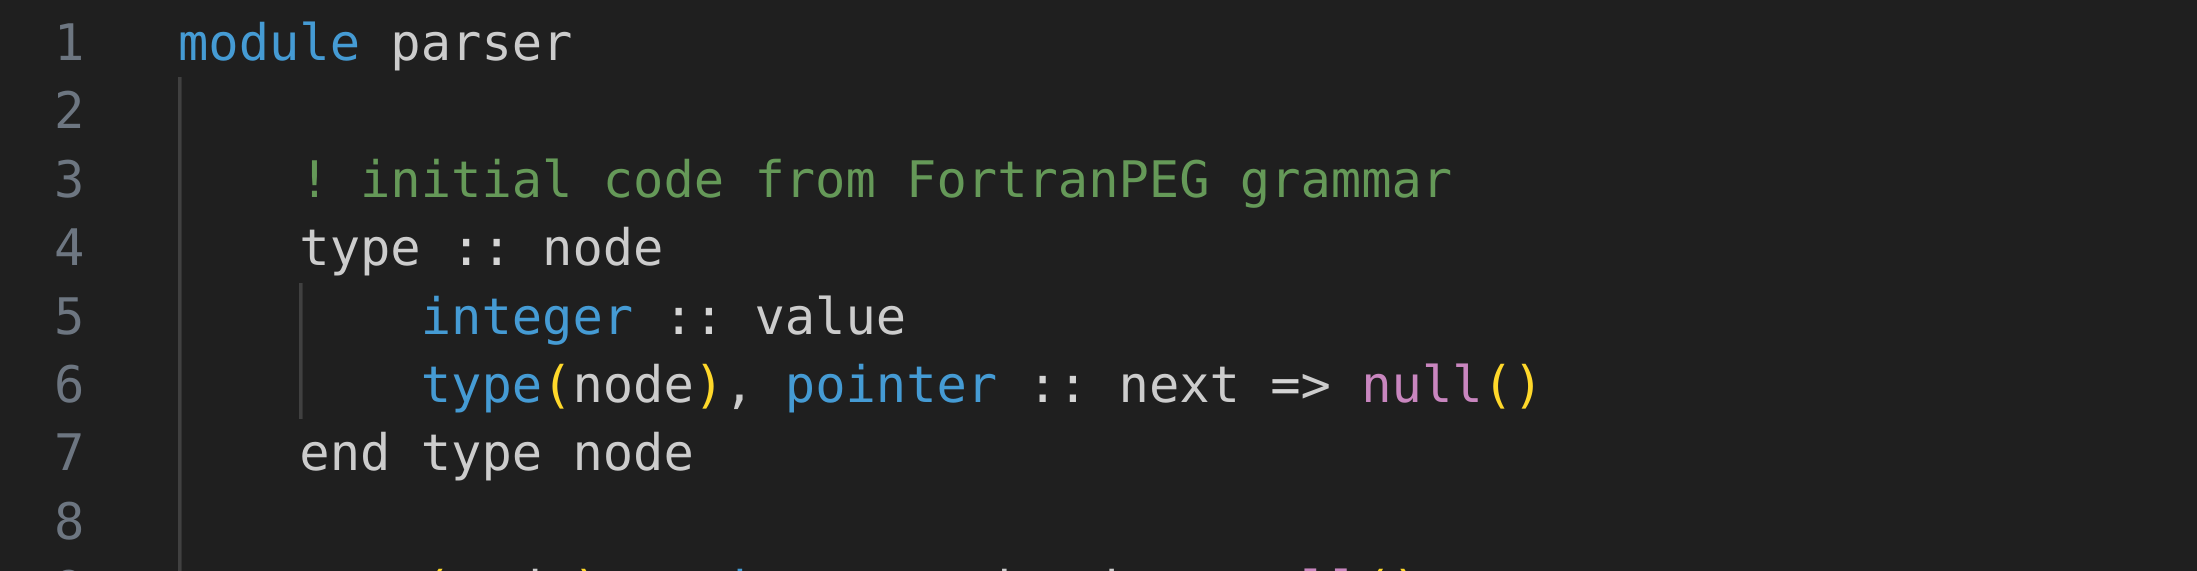 1 module parser
2
3 ! initial code from FortranPEG grammar
4 type :: node
5 integer :: value
6 type(node), pointer :: next => null()
7 end type node
8